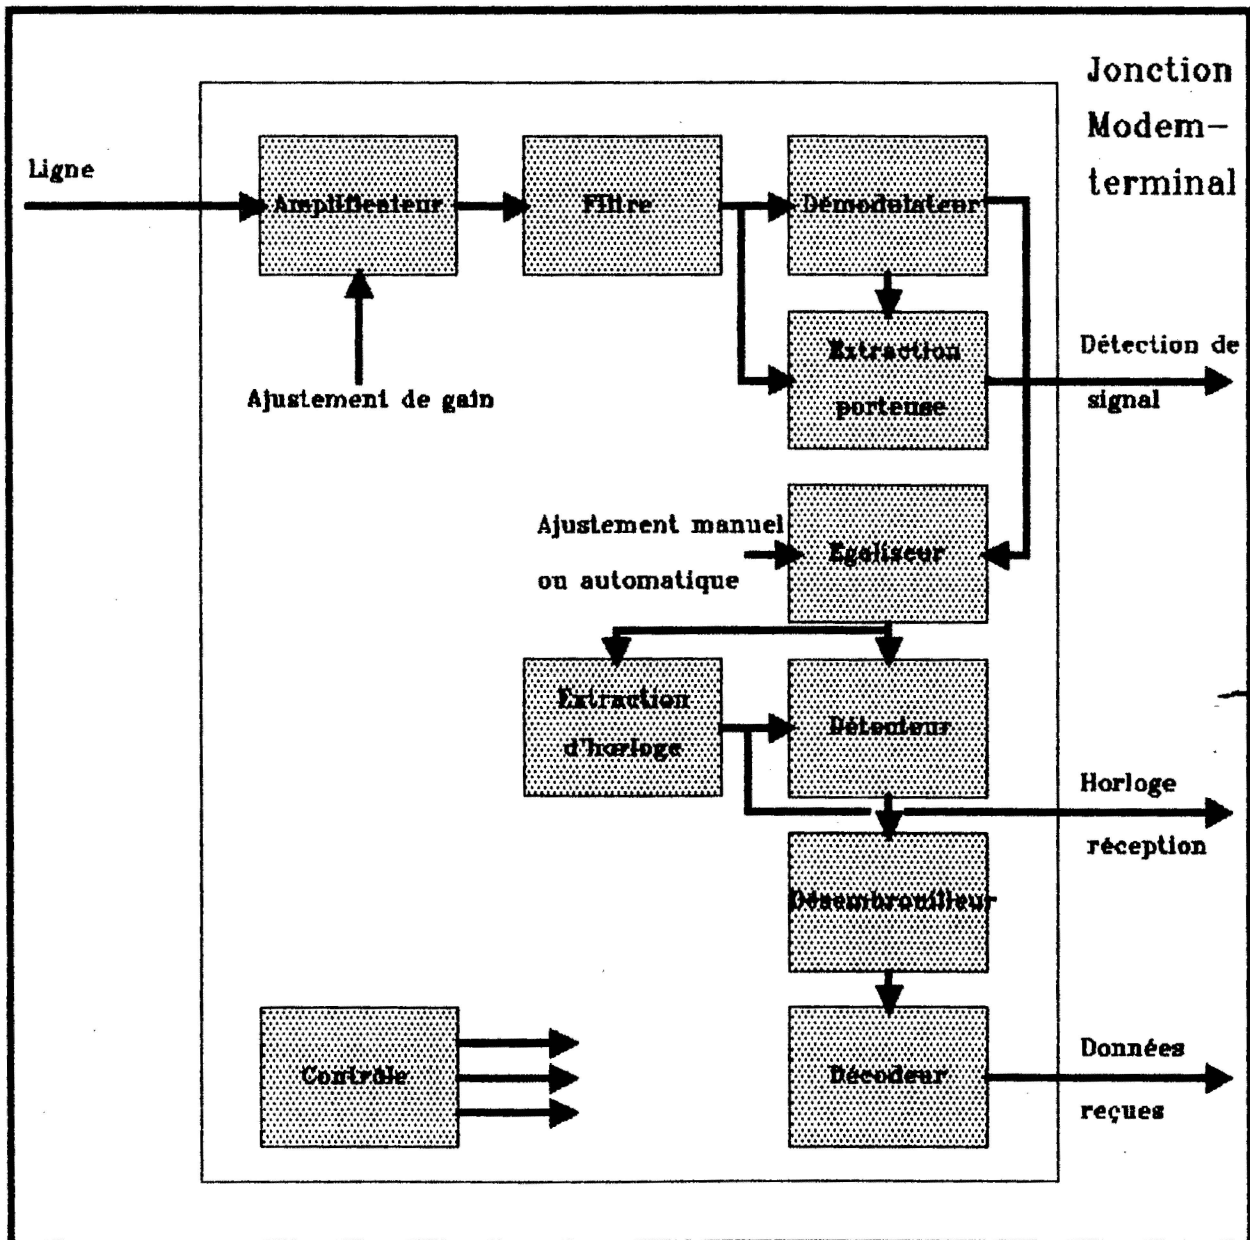 Jonction
Modem-
terminal
Ligne
Amplificateur
Filtre
Démodulateur
Extraction
porteuse
Détection de
signal
Ajustement de gain
Ajustement manuel
ou automatique
Egaliseur
Extraction
d'horloge
Détecteur
Horloge
réception
Désembrouilleur
Contrôle
Décodeur
Données
reçues